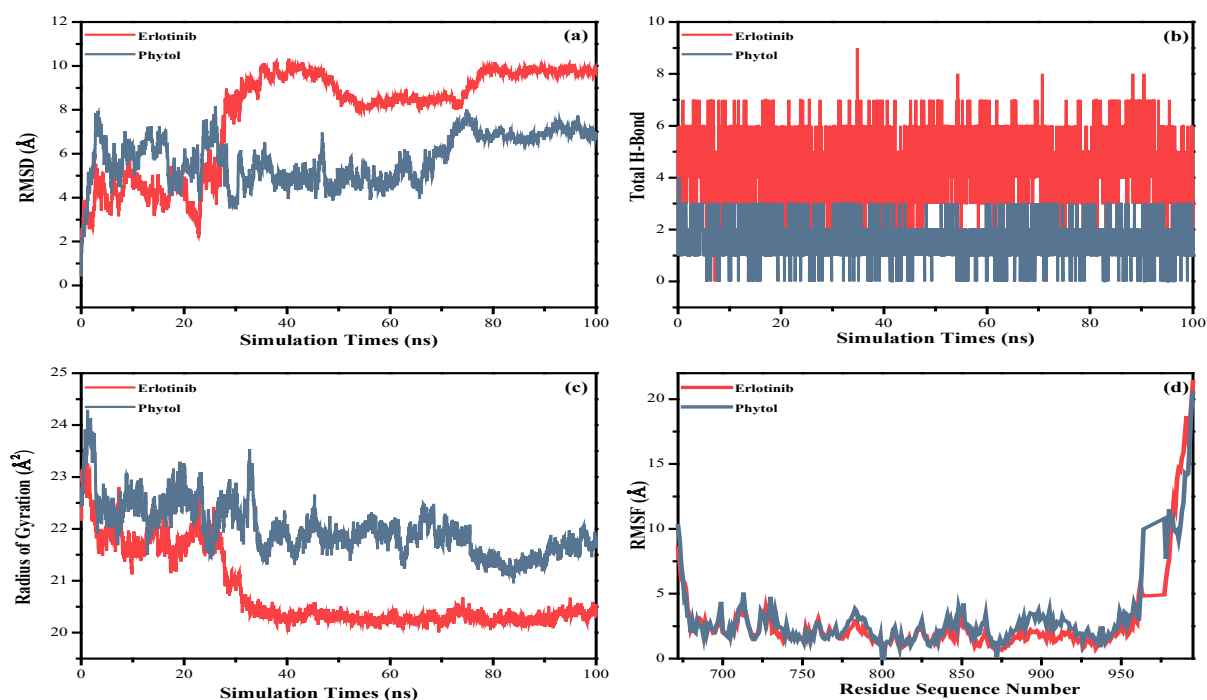 12
10
8
6
4
2
0
RMSD (Å)
Erlotinib
Phytol
(a)
0 20 40 60 80 100
Simulation Times (ns)
10
8
6
4
2
0
Total H-Bond
Erlotinib
Phytol
(b)
0 20 40 60 80 100
Simulation Times (ns)
25
24
23
22
21
20
Radius of Gyration (Å²)
Erlotinib
Phytol
(c)
0 20 40 60 80 100
Simulation Times (ns)
20
15
10
5
0
RMSF (Å)
Erlotinib
Phytol
(d)
700 750 800 850 900 950
Residue Sequence Number